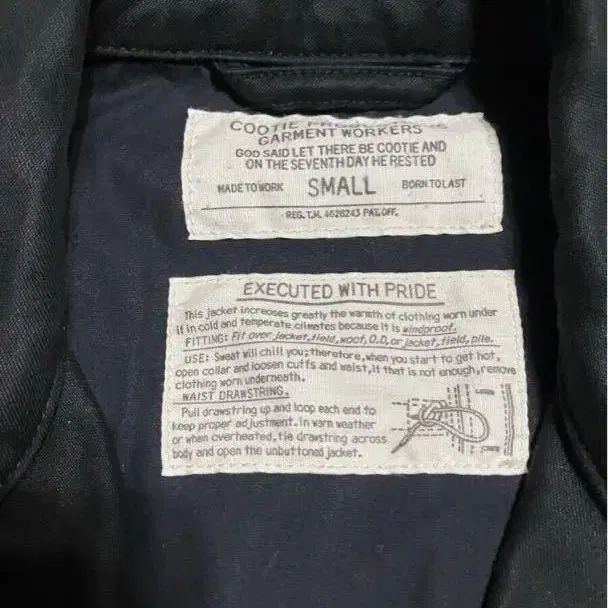 COOTIE
GARMENT WORKERS
GOD SAID LET THERE BE COOTIE AND
ON THE SEVENTH DAY HE RESTED
MADE TO WORK SMALL BORN TO LAST
REG. T.M. 4628243 PAT. OFF.
EXECUTED WITH PRIDE
This jacket increases greatly the warmth of clothing worn under
it in cold and temperate climates because it is windproof.
FITTING: Fit over jacket, field, woof, O.D, or jacket, field, pile.
USE: Sweat will chill you; therefore, when you start to get hot,
open collar and loosen cuffs and waist, if that is not enough, remove
clothing worn underneath.
WAIST DRAWSTRING.
Pull drawstring up and loop each end to
keep proper adjustment. In warm weather
or when overheated, tie drawstring across
body and open the unbuttoned jacket.